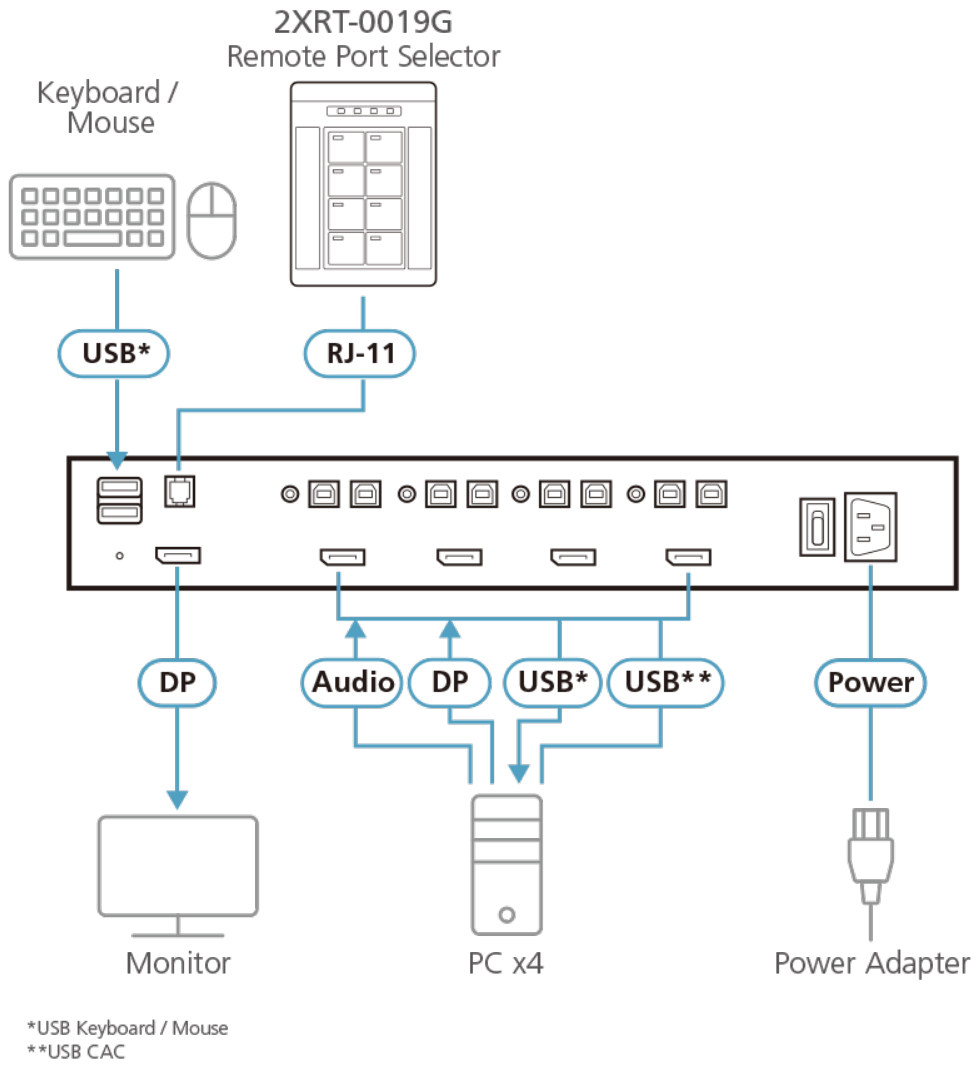 2XRT-0019G
Remote Port Selector
Keyboard /
Mouse
USB*
RJ-11
DP
Audio
DP
USB*
USB**
Power
Monitor
PC x4
Power Adapter
*USB Keyboard / Mouse
**USB CAC